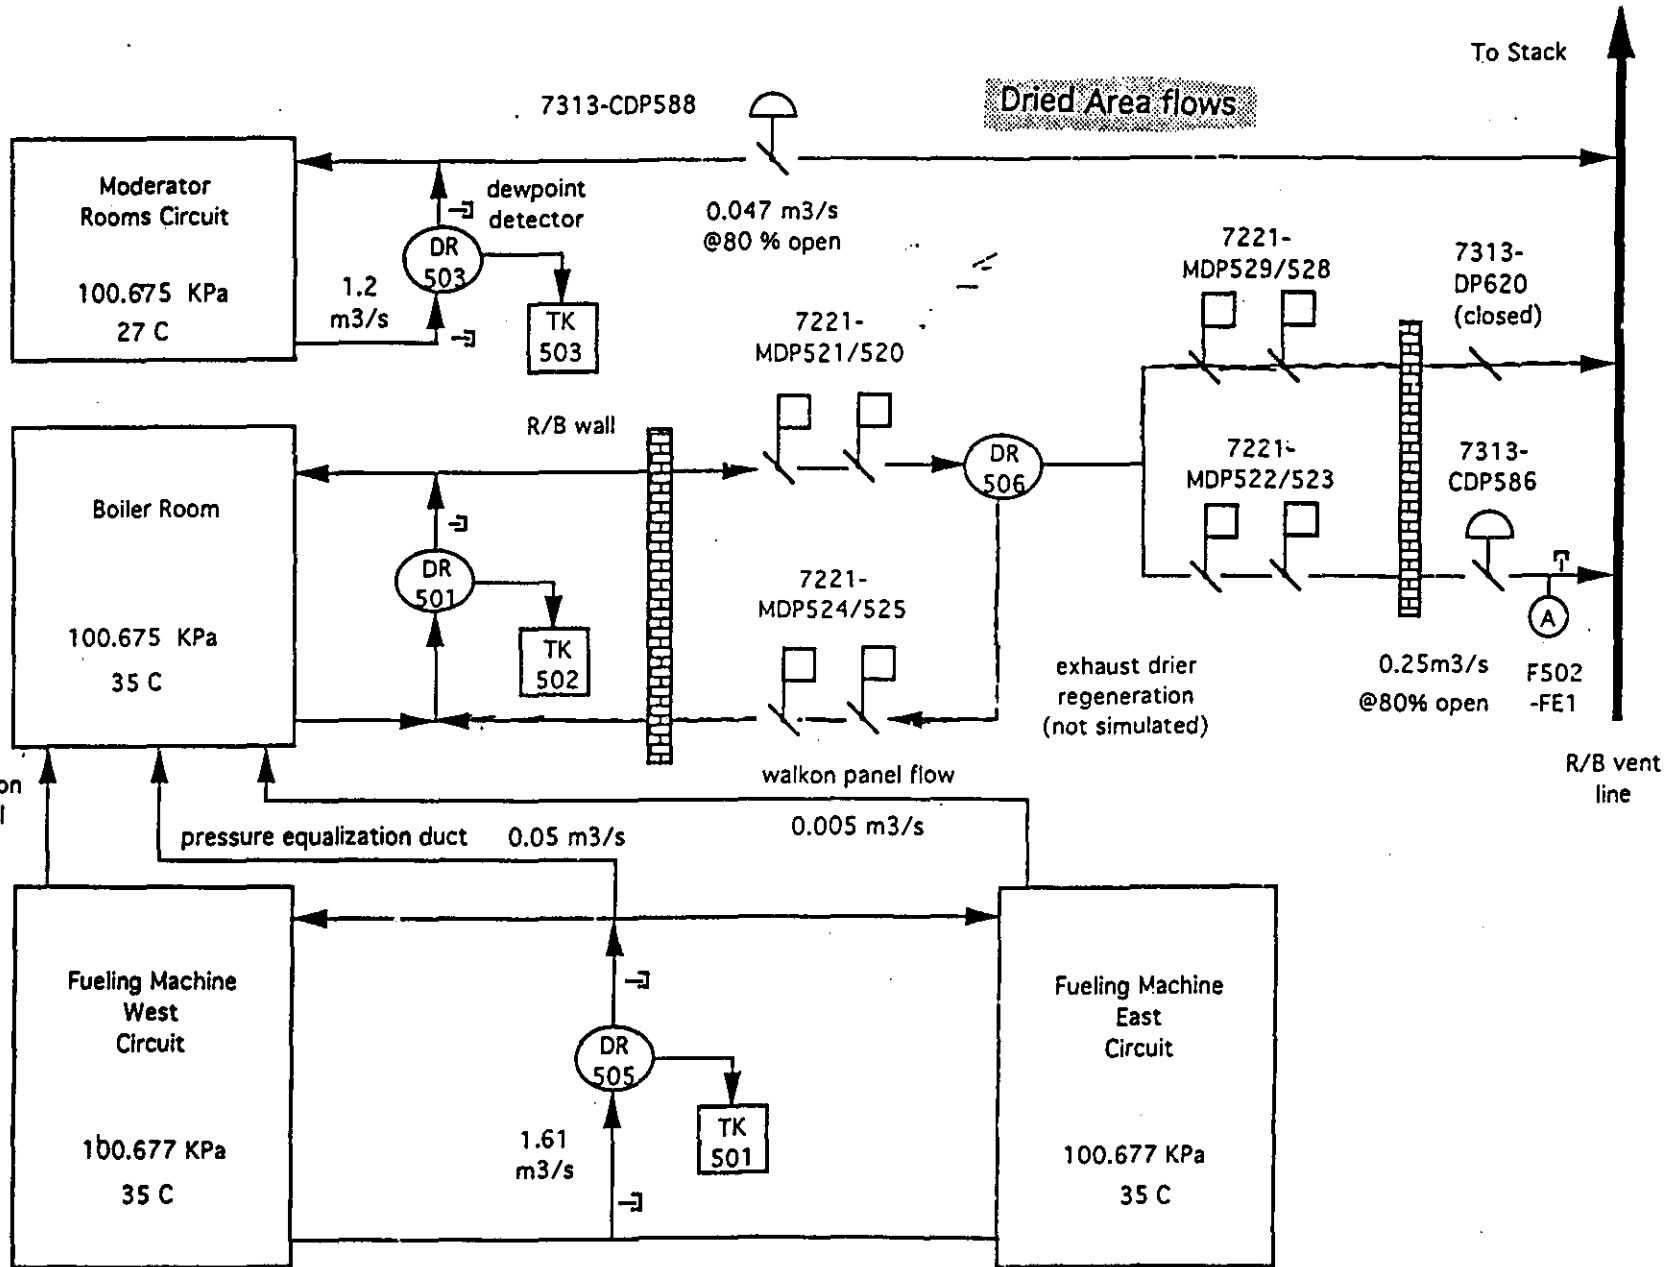 To Stack
Dried Area flows
7313-CDP588
Moderator
Rooms Circuit
100.675 KPa
27 C
dewpoint
detector
DR
503
1.2
m3/s
TK
503
0.047 m3/s
@80 % open
7221-
MDP529/528
7313-
DP620
(closed)
7221-
MDP521/520
R/B wall
Boiler Room
100.675 KPa
35 C
DR
501
TK
502
DR
506
7221-
MDP522/523
7313-
CDP586
7221-
MDP524/525
A
exhaust drier
regeneration
(not simulated)
0.25m3/s
@80% open
F502
-FE1
R/B vent
line
walkon panel flow
0.005 m3/s
pressure equalization duct 0.05 m3/s
Fueling Machine
West
Circuit
100.677 KPa
35 C
DR
505
1.61
m3/s
TK
501
Fueling Machine
East
Circuit
100.677 KPa
35 C